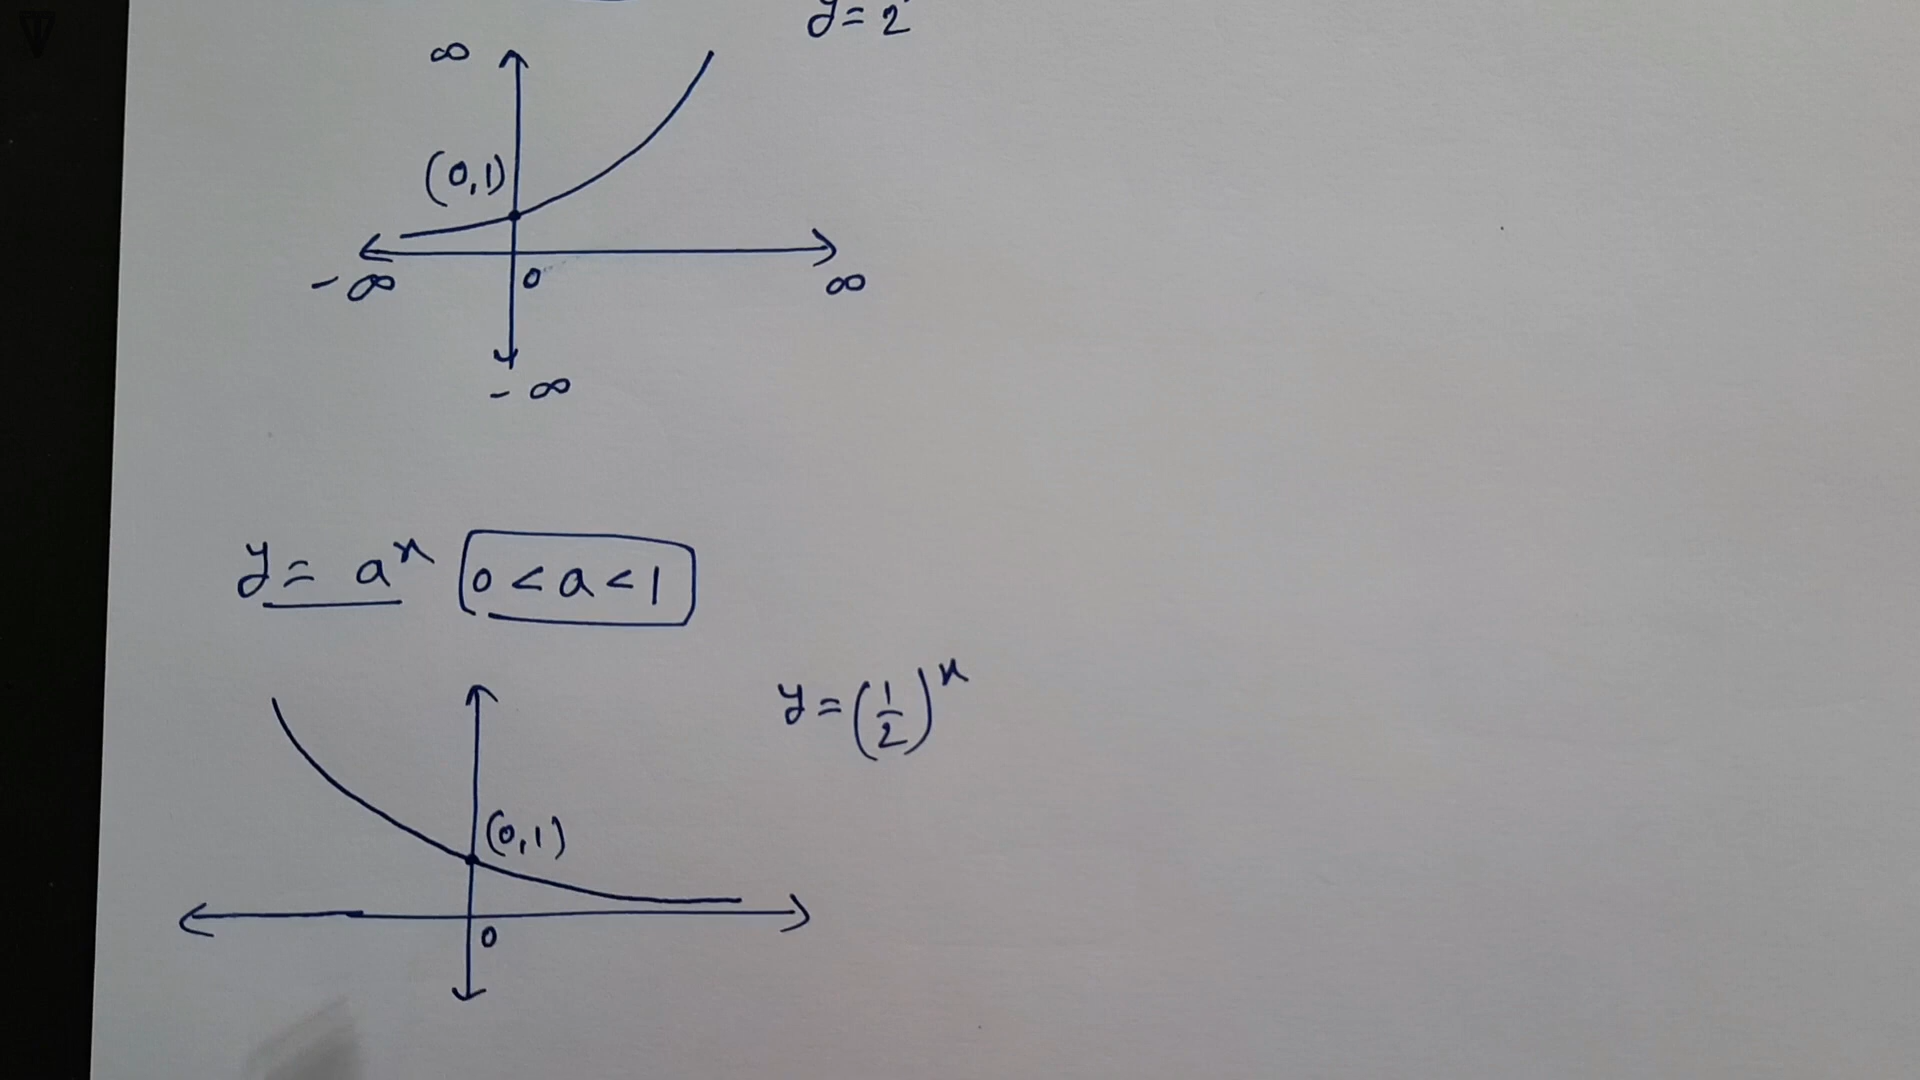 y = 2
∞
(0,1)
- ∞ 0 ∞
- ∞
y = a^x 0 < a < 1
y = (1/2)^x
(0,1)
0